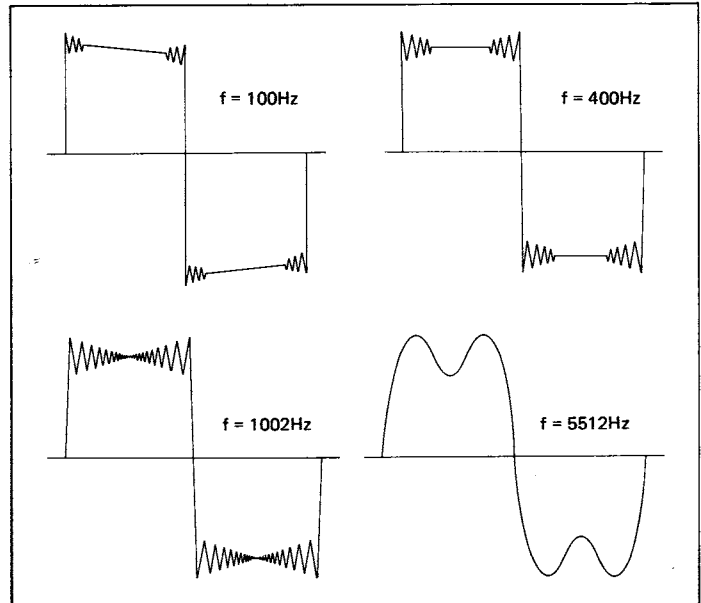 f = 100Hz
f = 400Hz
f = 1002Hz
f = 5512Hz